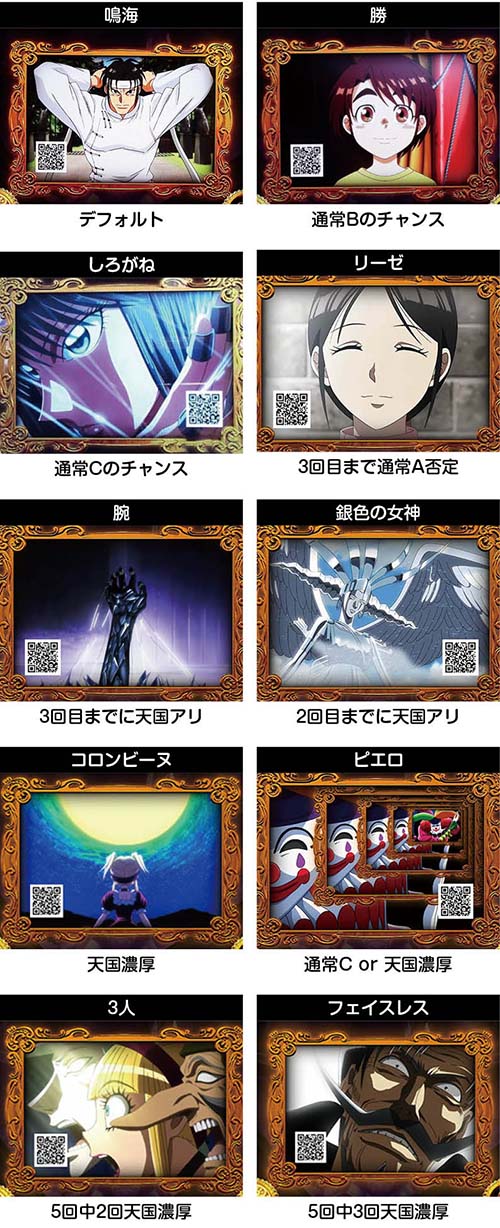 鳴海
勝
デフォルト
通常Bのチャンス
しろがね
リーゼ
通常Cのチャンス
3回目まで通常A否定
腕
銀色の女神
3回目までに天国アリ
2回目までに天国アリ
コロンビーヌ
ピエロ
天国濃厚
通常C or 天国濃厚
3人
フェイスレス
5回中2回天国濃厚
5回中3回天国濃厚